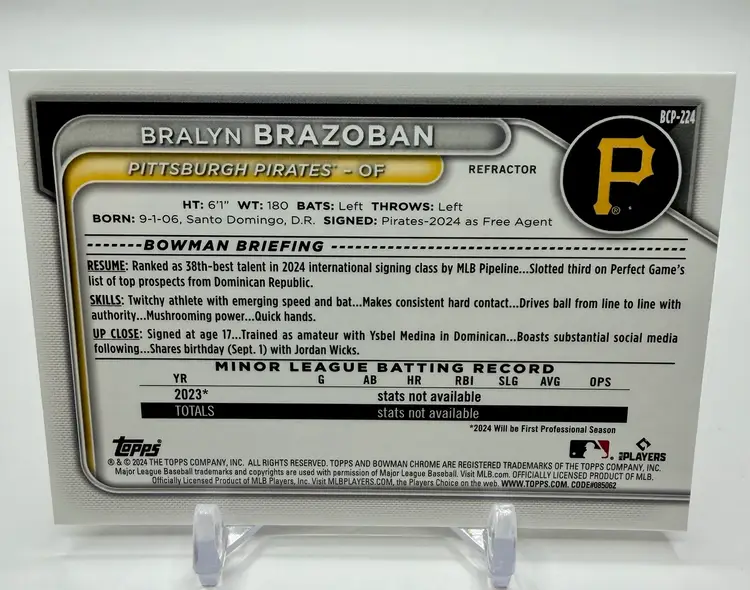 BCP-224
BRALYN BRAZOBAN
PITTSBURGH PIRATES™ - OF
REFRACTOR
P®
HT: 6'1" WT: 180 BATS: Left THROWS: Left
BORN: 9-1-06, Santo Domingo, D.R. SIGNED: Pirates-2024 as Free Agent
BOWMAN BRIEFING
RESUME: Ranked as 38th-best talent in 2024 international signing class by MLB Pipeline...Slotted third on Perfect Game's
list of top prospects from Dominican Republic.
SKILLS: Twitchy athlete with emerging speed and bat...Makes consistent hard contact...Drives ball from line to line with
authority...Mushrooming power...Quick hands.
UP CLOSE: Signed at age 17...Trained as amateur with Ysbel Medina in Dominican...Boasts substantial social media
following...Shares birthday (Sept. 1) with Jordan Wicks.
MINOR LEAGUE BATTING RECORD
YR G AB HR RBI SLG AVG OPS
2023* stats not available
TOTALS stats not available
*2024 Will be First Professional Season
topps®
PLAYERS
® & © 2024 THE TOPPS COMPANY, INC. ALL RIGHTS RESERVED. TOPPS AND BOWMAN CHROME ARE REGISTERED TRADEMARKS OF THE TOPPS COMPANY, INC.
Major League Baseball trademarks and copyrights are used with permission of Major League Baseball. Visit MLB.com. OFFICIALLY LICENSED PRODUCT OF MLB.
Officially Licensed Product of MLB Players, Inc. Visit MLBPLAYERS.COM, the Players Choice on the web. WWW.TOPPS.COM. CODE#085062